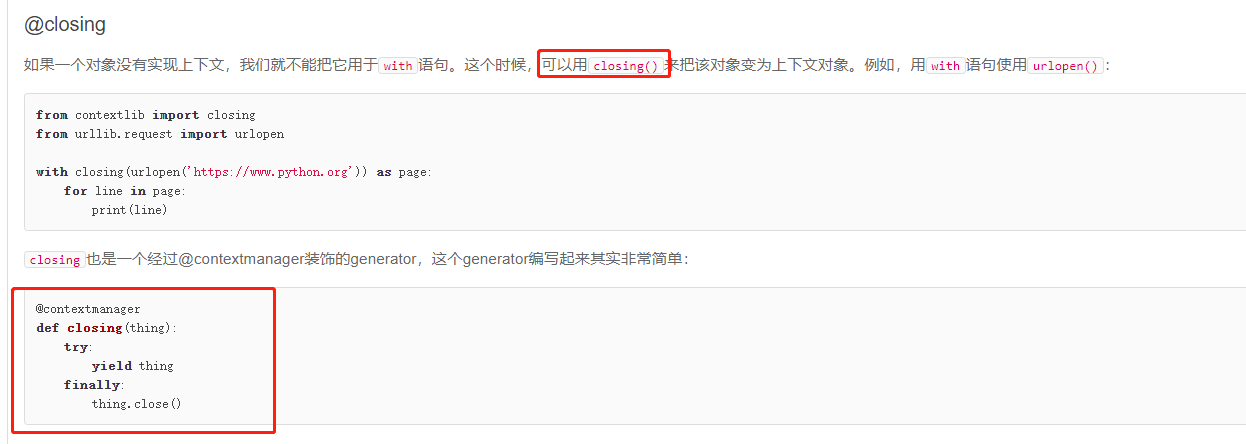 @closing
如果一个对象没有实现上下文，我们就不能把它用于with语句。这个时候，可以用closing()来把该对象变为上下文对象。例如，用with语句使用urlopen()：
from contextlib import closing
from urllib.request import urlopen
with closing(urlopen('https://www.python.org')) as page:
    for line in page:
        print(line)
closing也是一个经过@contextmanager装饰的generator，这个generator编写起来其实非常简单：
@contextmanager
def closing(thing):
    try:
        yield thing
    finally:
        thing.close()